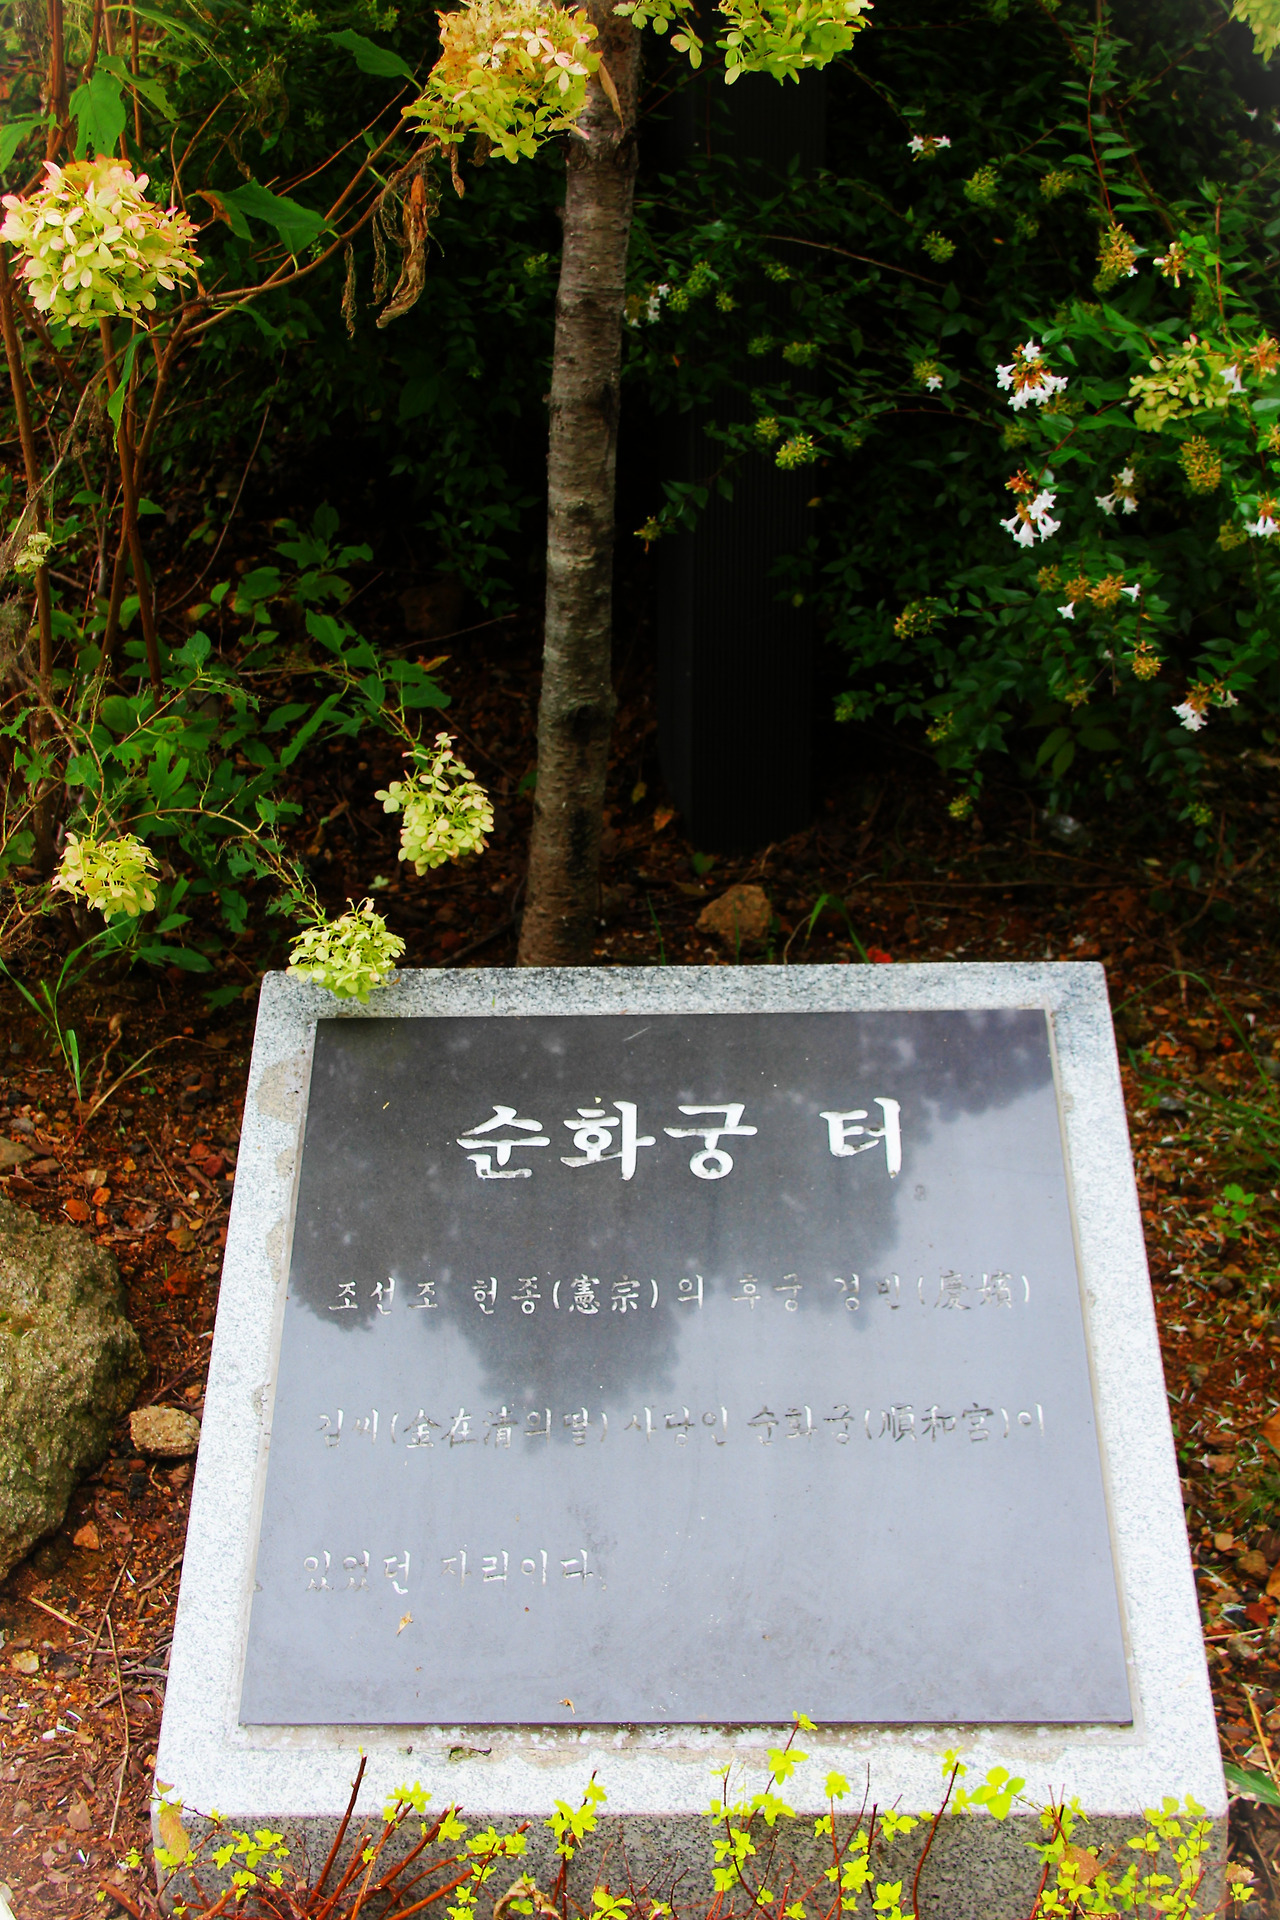 순화궁 터
조선조 헌종(憲宗)의 후궁 경빈(慶嬪)
김씨(金在淸의딸) 사당인 순화궁(順和宮)이
있었던 자리이다.